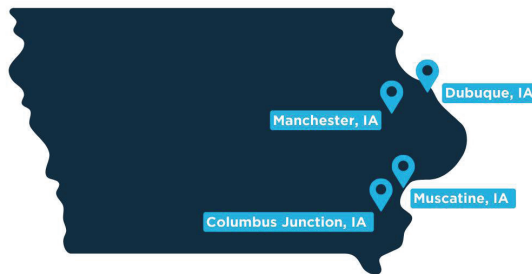 Dubuque, IA
Manchester, IA
Muscatine, IA
Columbus Junction, IA